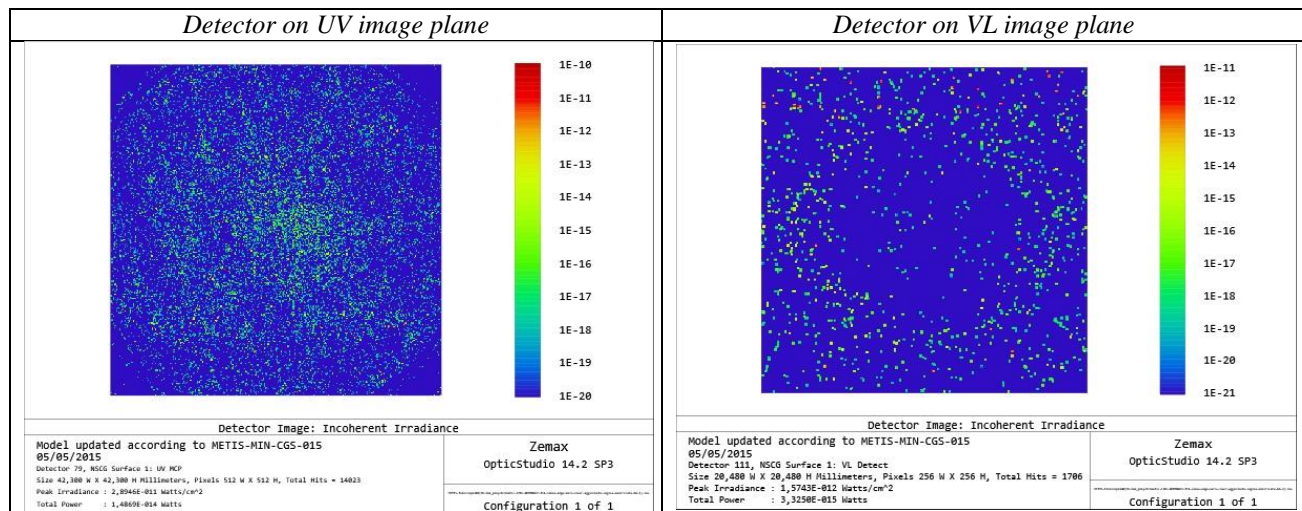 Detector on UV image plane
Detector on VL image plane
1E-10
1E-11
1E-12
1E-13
1E-14
1E-15
1E-16
1E-17
1E-18
1E-19
1E-20
Detector Image: Incoherent Irradiance
Model updated according to METIS-MIN-CGS-015
05/05/2015
Detector 79, NSCG Surface 1: UV MCP
Size 42,300 W X 42,300 H Millimeters, Pixels 512 W X 512 H, Total Hits = 14023
Peak Irradiance : 2,8946E-011 Watts/cm^2
Total Power : 1,4869E-014 Watts
Zemax
OpticStudio 14.2 SP3
Configuration 1 of 1
1E-11
1E-12
1E-13
1E-14
1E-15
1E-16
1E-17
1E-18
1E-19
1E-20
1E-21
Detector Image: Incoherent Irradiance
Model updated according to METIS-MIN-CGS-015
05/05/2015
Detector 111, NSCG Surface 1: VL Detect
Size 20,480 W X 20,480 H Millimeters, Pixels 256 W X 256 H, Total Hits = 1706
Peak Irradiance : 1,5743E-012 Watts/cm^2
Total Power : 3,3250E-015 Watts
Zemax
OpticStudio 14.2 SP3
Configuration 1 of 1